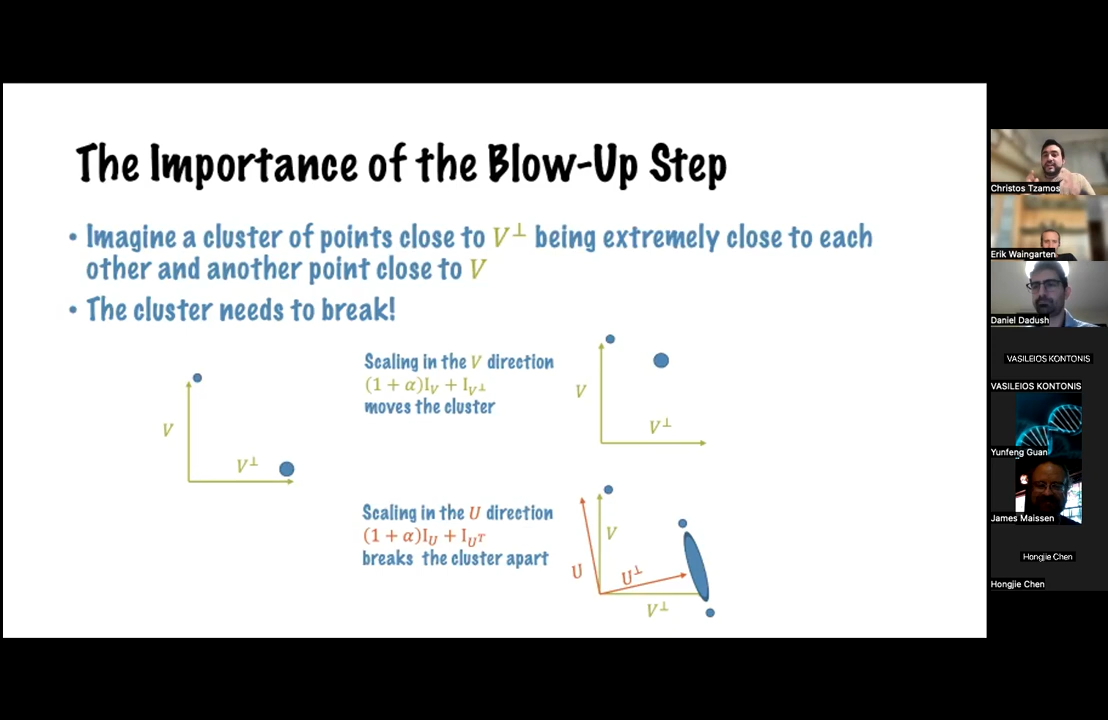 The Importance of the Blow-Up Step
• Imagine a cluster of points close to V⊥ being extremely close to each
other and another point close to V
• The cluster needs to break!
V
V⊥
Scaling in the V direction
(1 + α)I_V + I_V⊥
moves the cluster
V
V⊥
Scaling in the U direction
(1 + α)I_U + I_U^T
breaks the cluster apart
V
U
U⊥
V⊥
Christos Tzamos
Erik Waingarten
Daniel Dadush
VASILEIOS KONTONIS
VASILEIOS KONTONIS
Yunfeng Guan
James Maissen
Hongjie Chen
Hongjie Chen